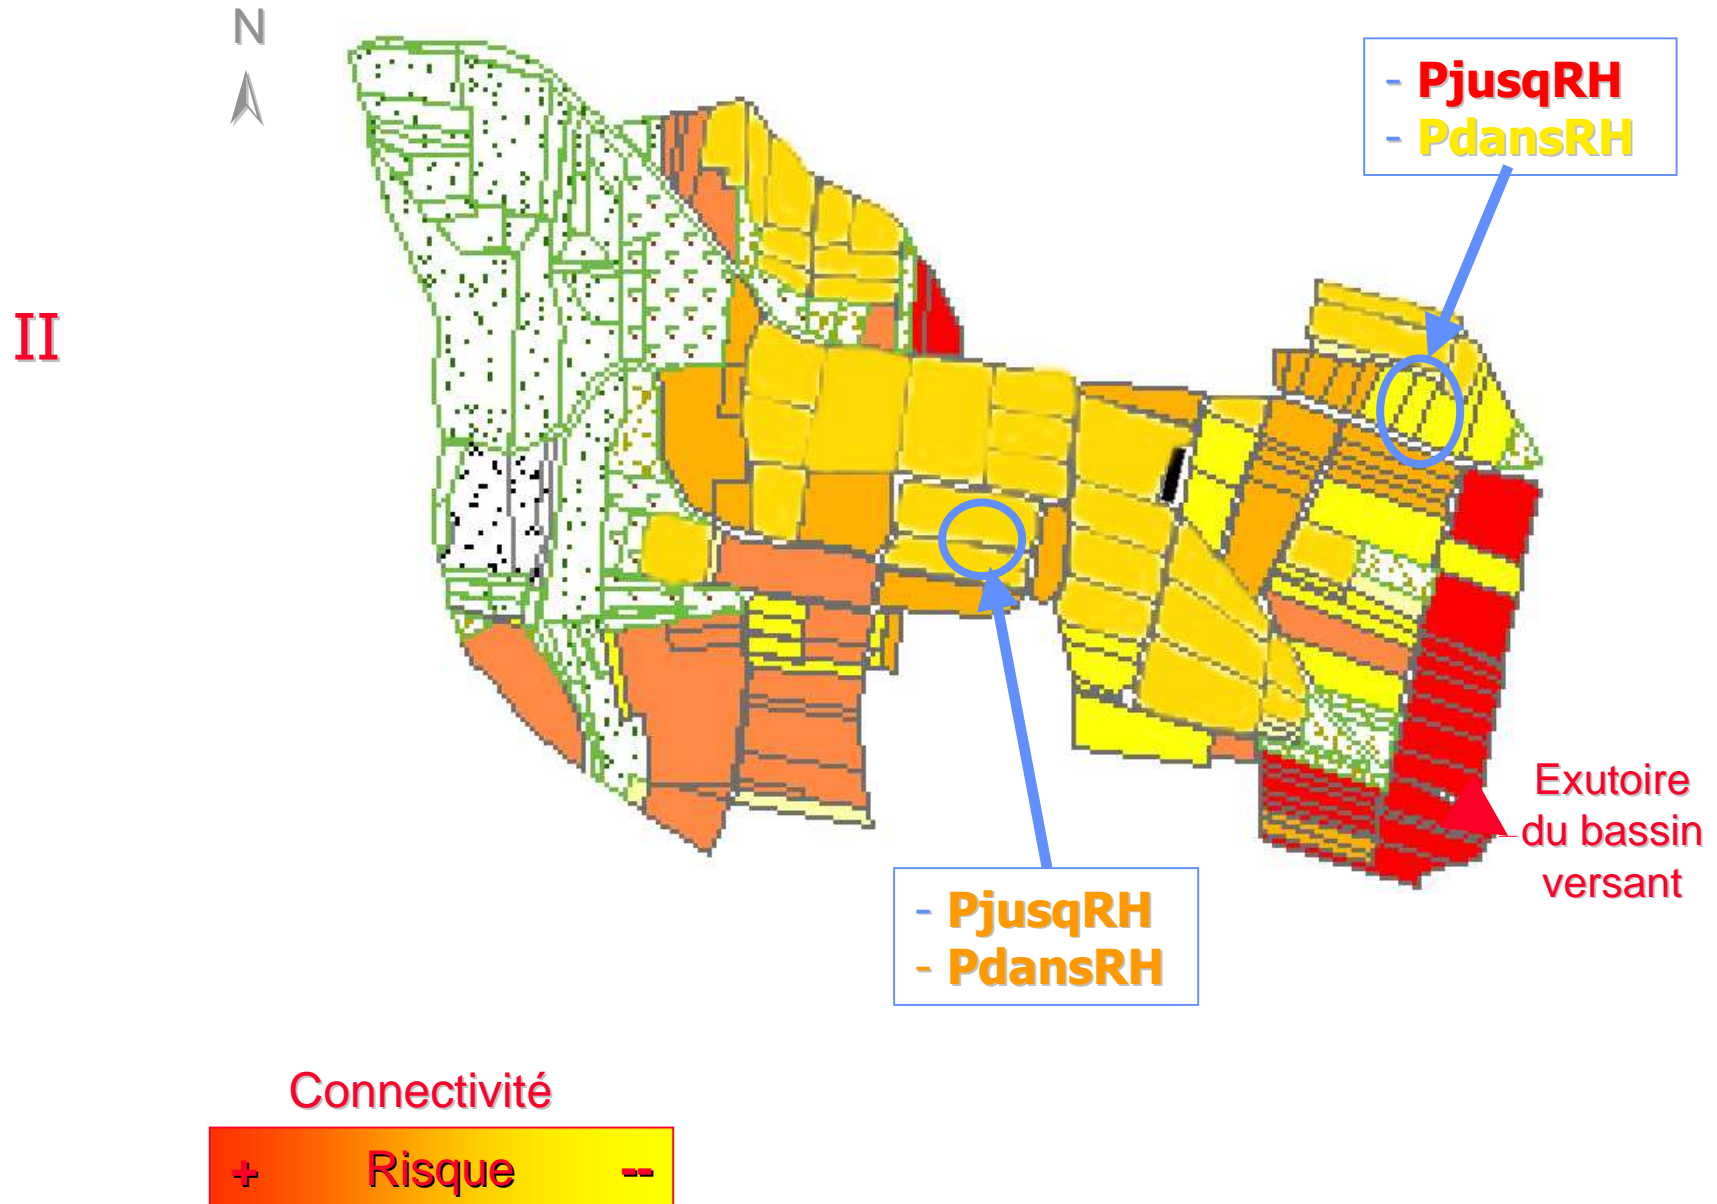 N
- PjusqRH
- PdansRH
II
Exutoire
du bassin
versant
- PjusqRH
- PdansRH
Connectivité
+ Risque --